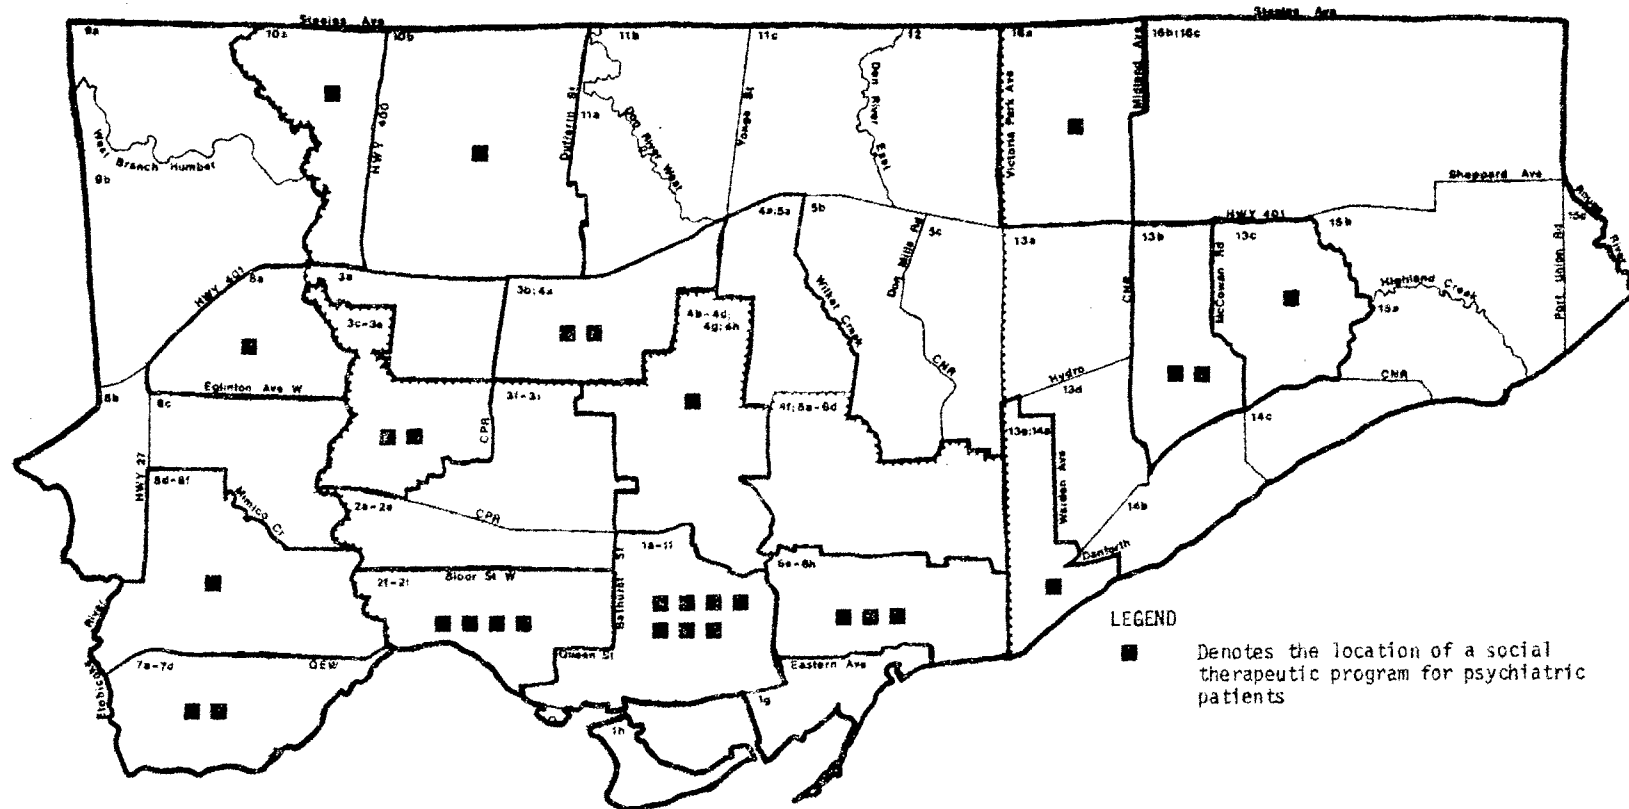 Steeles Ave
Steeles Ave
9a
10a
10b
11b
11c
12
16a
16b;16c
HWY 400
Dufferin St
11a
Don River West
Yonge St
Don River East
Victoria Park Ave
Midland Ave
West Branch Humber
9b
Sheppard Ave
Rouge River
15c
Port Union Rd
HWY 401
8a
3a
4e;5a
5b
5c
13a
13b
HWY 401
13c
15b
3b;4a
3c-3e
4b-4d;
4g;4h
Wilket Creek
Don Mills Rd
CNR
McCowan Rd
Highland Creek
15a
Eglinton Ave W
8b
8c
3f-3i
CPR
4f;6a-6d
CNR
Hydro
13d
CNR
13e;14a
14c
HWY 27
8d-8f
Mimico Cr
2a-2e
CPR
Warden Ave
14b
Danforth
1a-1f
6e-6h
2f-2i
Bloor St W
Bathurst St
Etobicoke River
7a-7d
QEW
Queen St
Eastern Ave
1g
1h
LEGEND
Denotes the location of a social
therapeutic program for psychiatric
patients